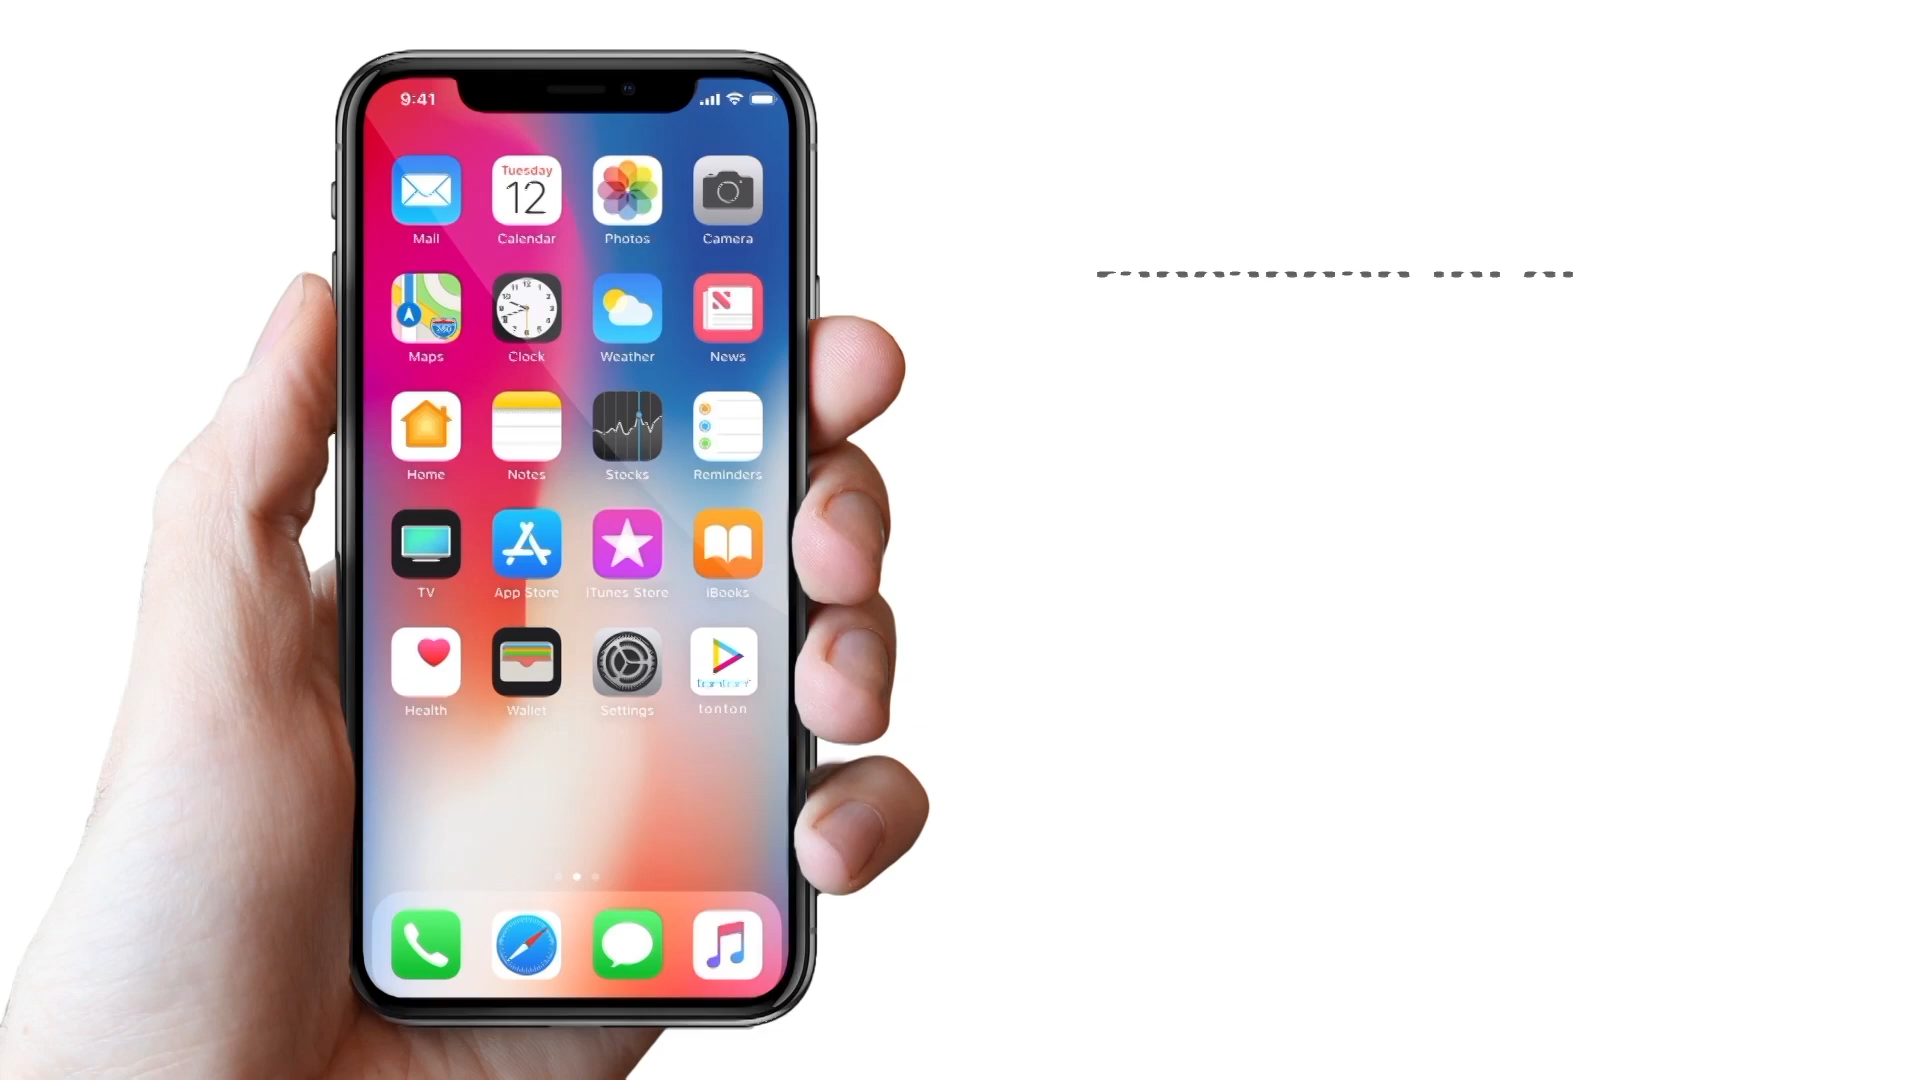 9:41
Tuesday
12
Mail Calendar Photos Camera
280
Maps Clock Weather News
Home Notes Stocks Reminders
TV App Store iTunes Store iBooks
Health Wallet Settings tonton